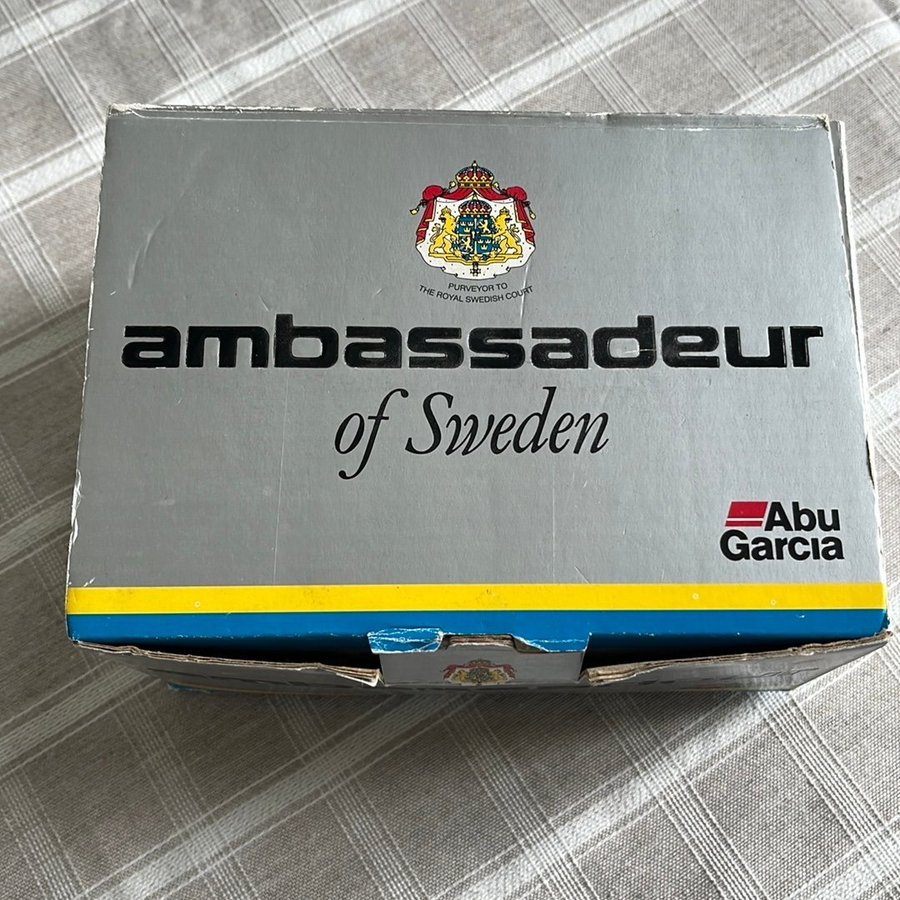 PURVEYOR TO
THE ROYAL SWEDISH COURT
ambassadeur
of Sweden
Abu
Garcia